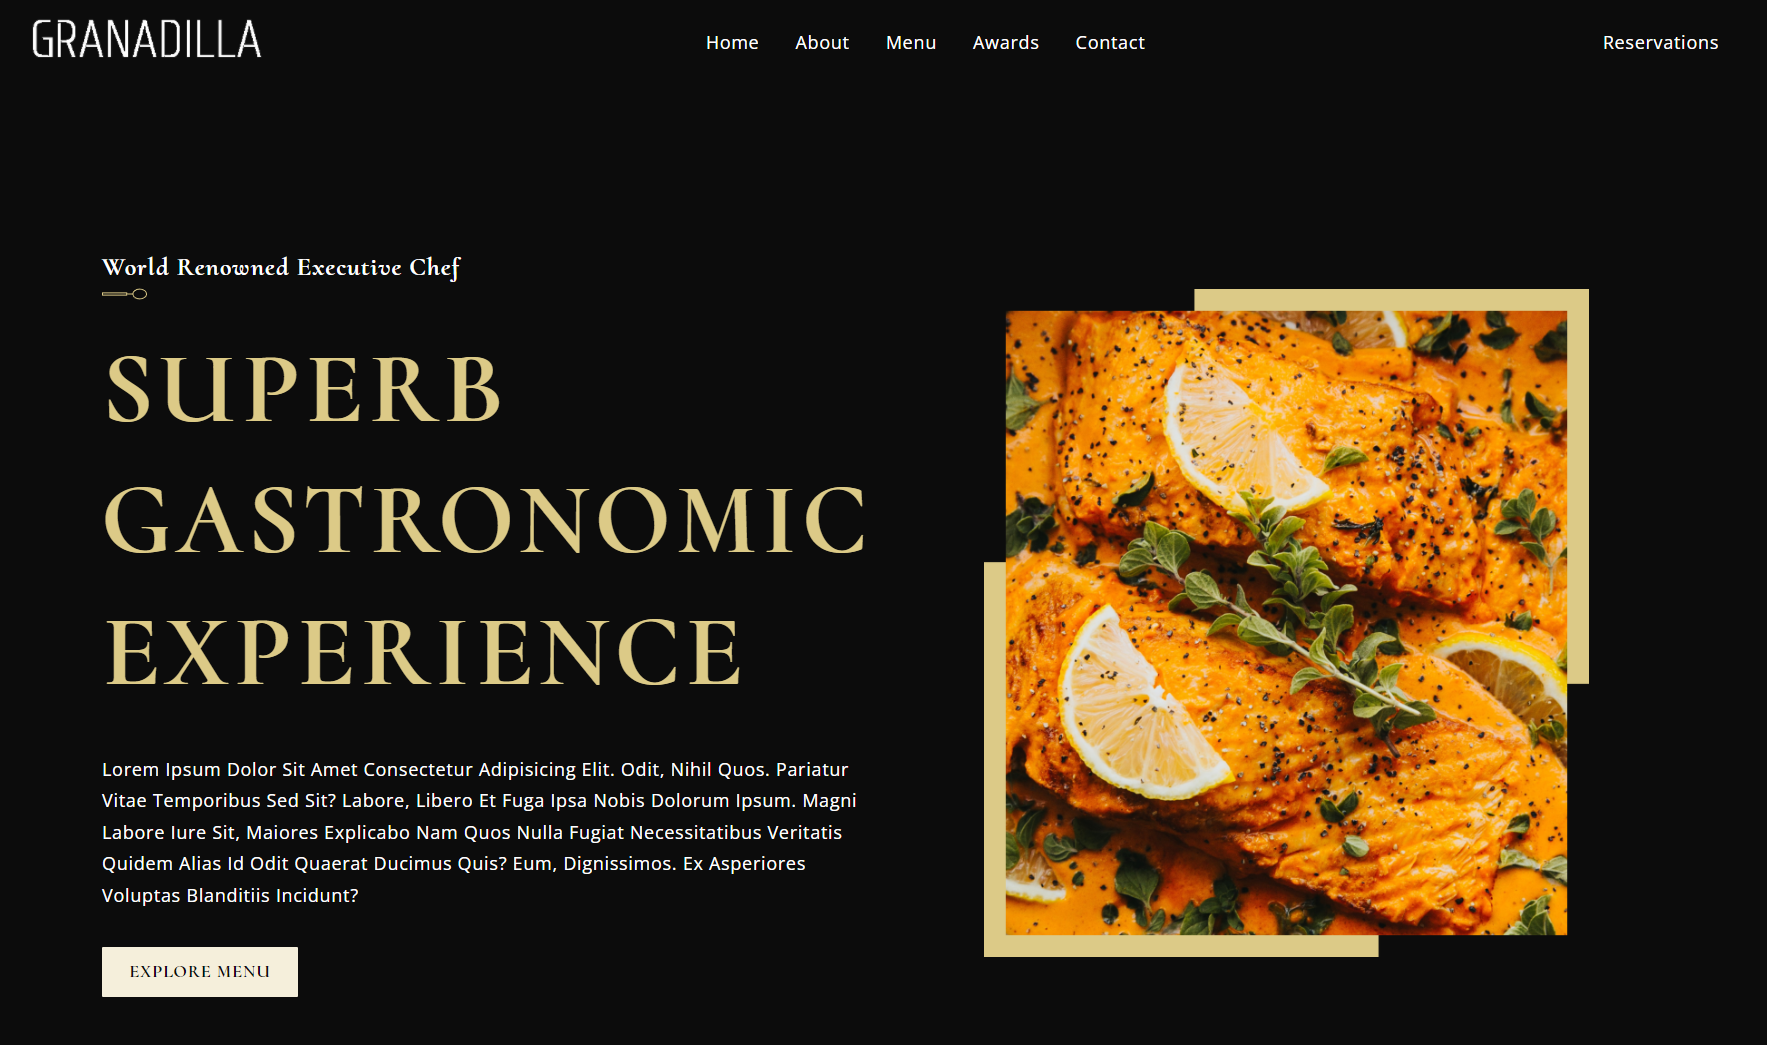 GRANADILLA
Home About Menu Awards Contact
Reservations
World Renowned Executive Chef
SUPERB
GASTRONOMIC
EXPERIENCE
Lorem Ipsum Dolor Sit Amet Consectetur Adipisicing Elit. Odit, Nihil Quos. Pariatur
Vitae Temporibus Sed Sit? Labore, Libero Et Fuga Ipsa Nobis Dolorum Ipsum. Magni
Labore Iure Sit, Maiores Explicabo Nam Quos Nulla Fugiat Necessitatibus Veritatis
Quidem Alias Id Odit Quaerat Ducimus Quis? Eum, Dignissimos. Ex Asperiores
Voluptas Blanditiis Incidunt?
EXPLORE MENU